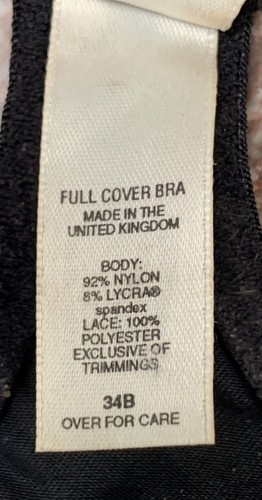 FULL COVER BRA
MADE IN THE
UNITED KINGDOM
BODY:
92% NYLON
8% LYCRA®
spandex
LACE: 100%
POLYESTER
EXCLUSIVE OF
TRIMMINGS
34B
OVER FOR CARE